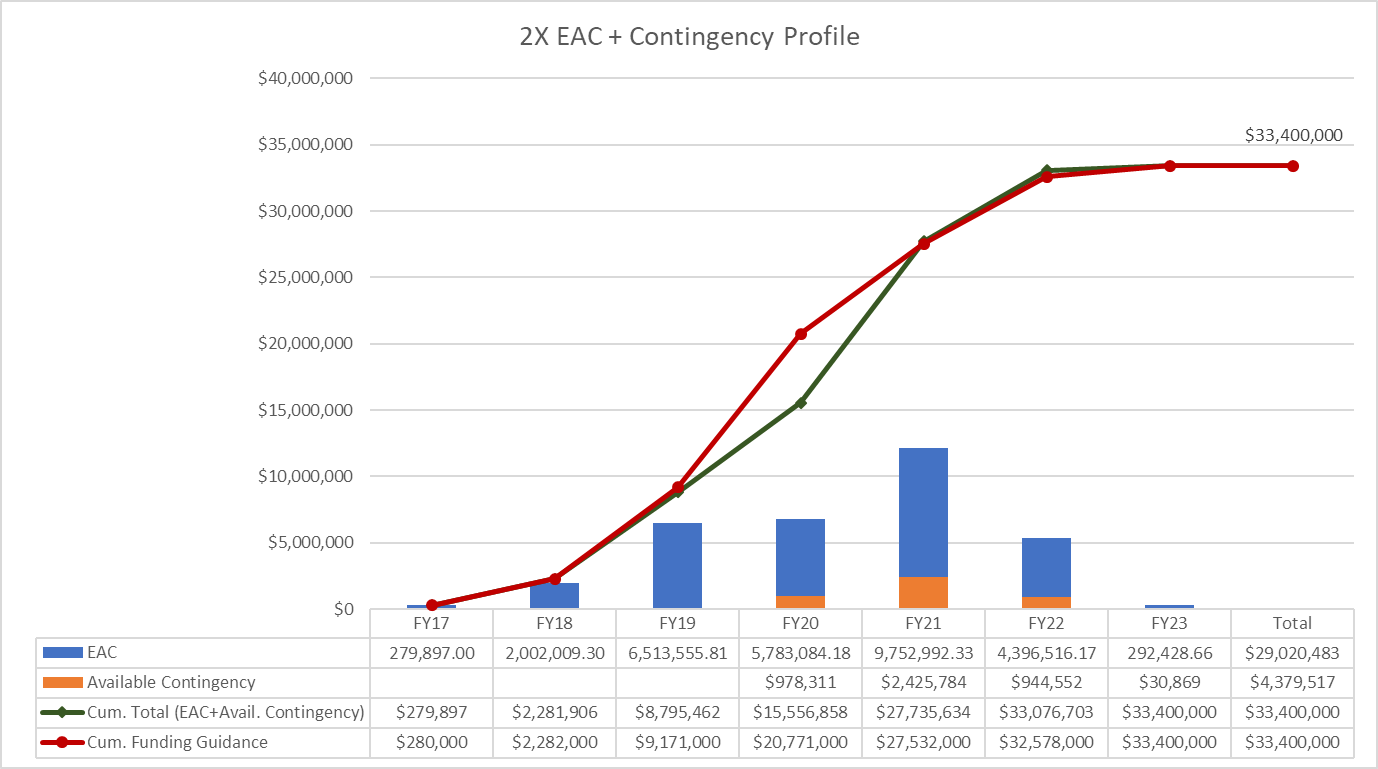 2X EAC + Contingency Profile
$40,000,000
$35,000,000
$33,400,000
$30,000,000
$25,000,000
$20,000,000
$15,000,000
$10,000,000
$5,000,000
$0
FY17 FY18 FY19 FY20 FY21 FY22 FY23 Total
EAC 279,897.00 2,002,009.30 6,513,555.81 5,783,084.18 9,752,992.33 4,396,516.17 292,428.66 $29,020,483
Available Contingency $978,311 $2,425,784 $944,552 $30,869 $4,379,517
Cum. Total (EAC+Avail. Contingency) $279,897 $2,281,906 $8,795,462 $15,556,858 $27,735,634 $33,076,703 $33,400,000 $33,400,000
Cum. Funding Guidance $280,000 $2,282,000 $9,171,000 $20,771,000 $27,532,000 $32,578,000 $33,400,000 $33,400,000